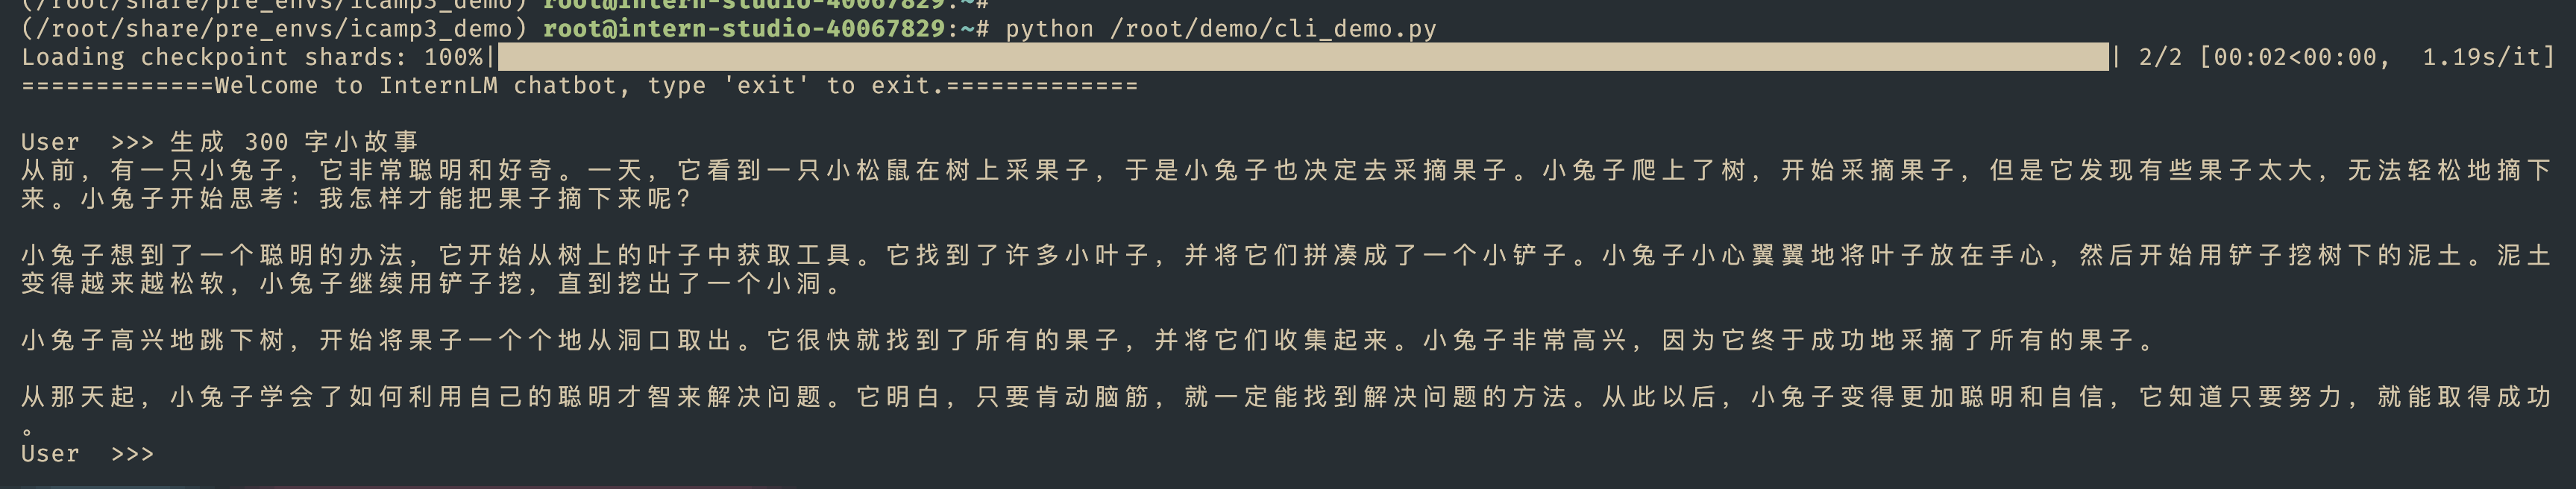 (/root/share/pre_envs/icamp3_demo) root@intern-studio-40067829:~#
(/root/share/pre_envs/icamp3_demo) root@intern-studio-40067829:~# python /root/demo/cli_demo.py
Loading checkpoint shards: 100%|| 2/2 [00:02<00:00,  1.19s/it]
=============Welcome to InternLM chatbot, type 'exit' to exit.=============
User  >>> 生成 300 字小故事
从前，有一只小兔子，它非常聪明和好奇。一天，它看到一只小松鼠在树上采果子，于是小兔子也决定去采摘果子。小兔子爬上了树，开始采摘果子，但是它发现有些果子太大，无法轻松地摘下
来。小兔子开始思考：我怎样才能把果子摘下来呢？
小兔子想到了一个聪明的办法，它开始从树上的叶子中获取工具。它找到了许多小叶子，并将它们拼凑成了一个小铲子。小兔子小心翼翼地将叶子放在手心，然后开始用铲子挖树下的泥土。泥土
变得越来越松软，小兔子继续用铲子挖，直到挖出了一个小洞。
小兔子高兴地跳下树，开始将果子一个个地从洞口取出。它很快就找到了所有的果子，并将它们收集起来。小兔子非常高兴，因为它终于成功地采摘了所有的果子。
从那天起，小兔子学会了如何利用自己的聪明才智来解决问题。它明白，只要肯动脑筋，就一定能找到解决问题的方法。从此以后，小兔子变得更加聪明和自信，它知道只要努力，就能取得成功
。
User  >>>